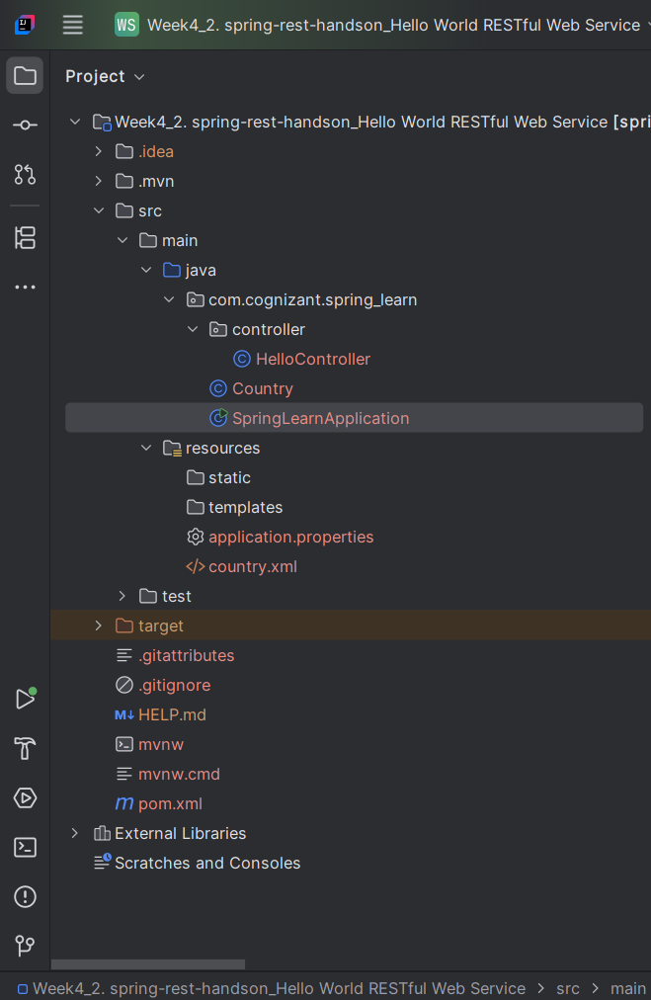 WS Week4_2. spring-rest-handson_Hello World RESTful Web Service
Project
Week4_2. spring-rest-handson_Hello World RESTful Web Service [spri
.idea
.mvn
src
main
java
com.cognizant.spring_learn
controller
HelloController
Country
SpringLearnApplication
resources
static
templates
application.properties
country.xml
test
target
.gitattributes
.gitignore
HELP.md
mvnw
mvnw.cmd
pom.xml
External Libraries
Scratches and Consoles
Week4_2. spring-rest-handson_Hello World RESTful Web Service > src > main